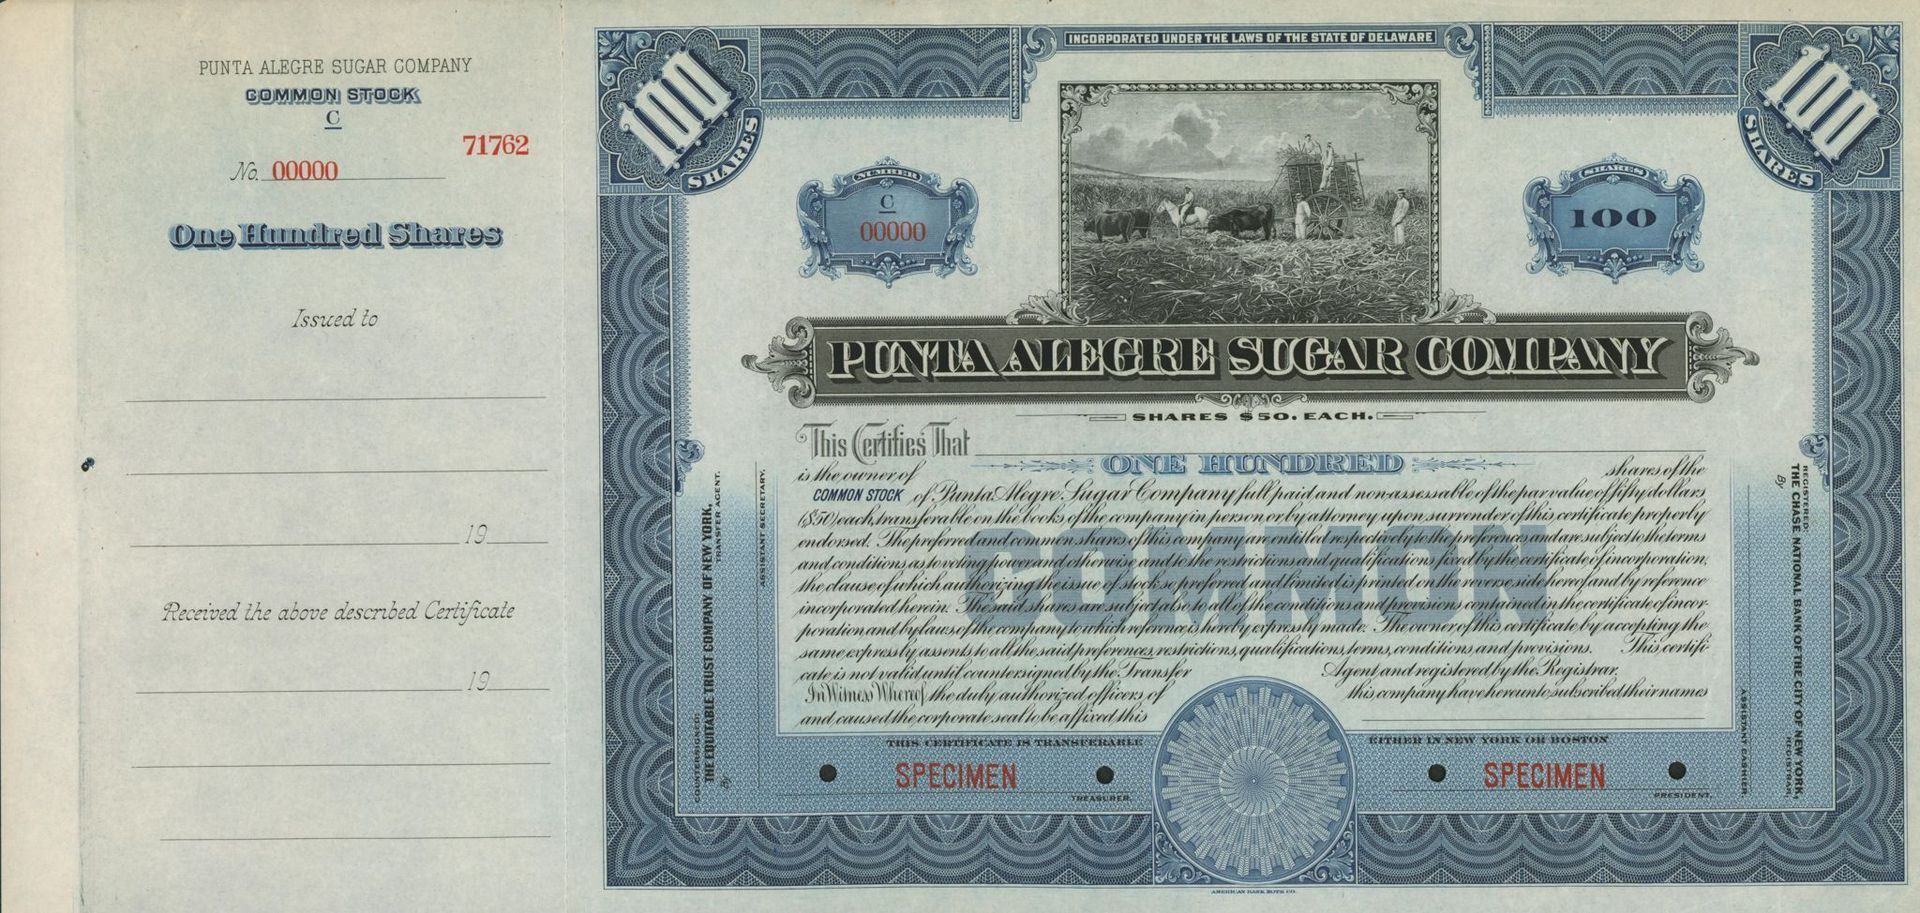 PUNTA ALEGRE SUGAR COMPANY
COMMON STOCK
C
71762
No. 00000
One Hundred Shares
Issued to
19
Received the above described Certificate
19
INCORPORATED UNDER THE LAWS OF THE STATE OF DELAWARE
100 SHARES
100 SHARES
NUMBER
C
00000
SHARES
100
PUNTA ALEGRE SUGAR COMPANY
SHARES $50. EACH.
This Certifies That
is the owner of ONE HUNDRED shares of the
COMMON STOCK of Punta Alegre Sugar Company full paid and non-assessable of the par value of fifty dollars
($50) each, transferable on the books of the company in person or by attorney upon surrender of this certificate properly
endorsed. The preferred and common shares of this company are entitled respectively to the preferences and are subject to the terms
and conditions as to voting power and otherwise and to the restrictions and qualifications fixed by the certificate of incorporation,
the clause of which authorizing the issue of stock so preferred and limited is printed on the reverse side hereof and by reference
incorporated herein. The said shares are subject also to all of the conditions and provisions contained in the certificate of incor-
poration and by laws of the company to which reference is hereby expressly made. The owner of this certificate by accepting the
same expressly assents to all the said preferences, restrictions, qualifications, terms, conditions and provisions. This certifi-
cate is not valid until countersigned by the Transfer Agent and registered by the Registrar.
In Witness Whereof the duly authorized officers of this company have hereunto subscribed their names
and caused the corporate seal to be affixed this
COMMON
THIS CERTIFICATE IS TRANSFERABLE EITHER IN NEW YORK OR BOSTON
SPECIMEN
SPECIMEN
TREASURER.
PRESIDENT.
COUNTERSIGNED:
THE EQUITABLE TRUST COMPANY OF NEW YORK,
TRANSFER AGENT.
By
ASSISTANT SECRETARY.
REGISTERED:
THE CHASE NATIONAL BANK OF THE CITY OF NEW YORK,
REGISTRAR.
By
ASSISTANT CASHIER.
AMERICAN BANK NOTE CO.